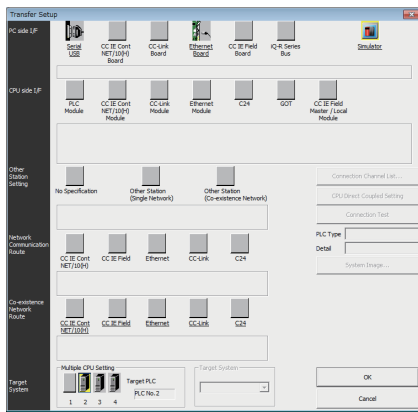 Transfer Setup
PC side I/F
Serial
USB
CC IE Cont
NET/10(H)
Board
CC-Link
Board
Ethernet
Board
CC IE Field
Board
iQ-R Series
Bus
Simulator
CPU side I/F
PLC
Module
CC IE Cont
NET/10(H)
Module
CC-Link
Module
Ethernet
Module
C24
GOT
CC IE Field
Master / Local
Module
Other
Station
Setting
No Specification
Other Station
(Single Network)
Other Station
(Co-existence Network)
Connection Channel List...
CPU Direct Coupled Setting
Connection Test
PLC Type
Detail
System Image...
Network
Communication
Route
CC IE Cont
NET/10(H)
CC IE Field
Ethernet
CC-Link
C24
Co-existence
Network
Route
CC IE Cont
NET/10(H)
CC IE Field
Ethernet
CC-Link
C24
Target
System
Multiple CPU Setting
1 2 3 4
Target PLC
PLC No.2
Target System
OK
Cancel